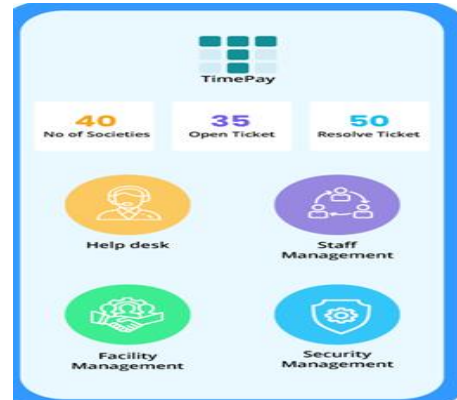 TimePay
40 35 50
No of Societies Open Ticket Resolve Ticket
Help desk
Staff
Management
Facility
Management
Security
Management